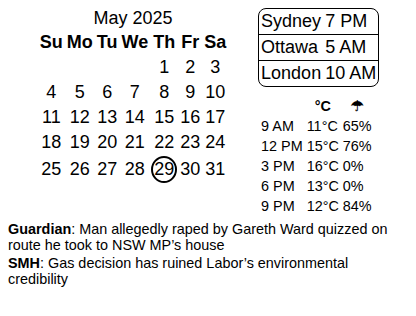 May 2025
Su Mo Tu We Th Fr Sa
1 2 3
4 5 6 7 8 9 10
11 12 13 14 15 16 17
18 19 20 21 22 23 24
25 26 27 28 29 30 31
Sydney 7 PM
Ottawa 5 AM
London 10 AM
°C ☂
9 AM 11°C 65%
12 PM 15°C 76%
3 PM 16°C 0%
6 PM 13°C 0%
9 PM 12°C 84%
Guardian: Man allegedly raped by Gareth Ward quizzed on
route he took to NSW MP’s house
SMH: Gas decision has ruined Labor’s environmental
credibility